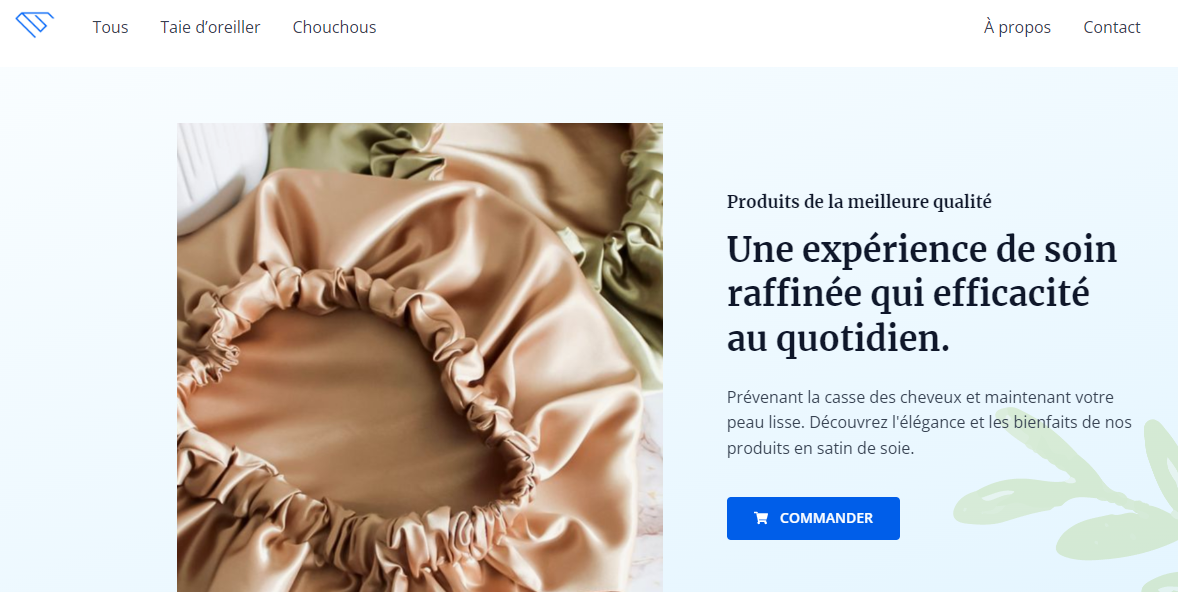 Tous
Taie d’oreiller
Chouchous
À propos
Contact
Produits de la meilleure qualité
Une expérience de soin
raffinée qui efficacité
au quotidien.
Prévenant la casse des cheveux et maintenant votre
peau lisse. Découvrez l'élégance et les bienfaits de nos
produits en satin de soie.
COMMANDER